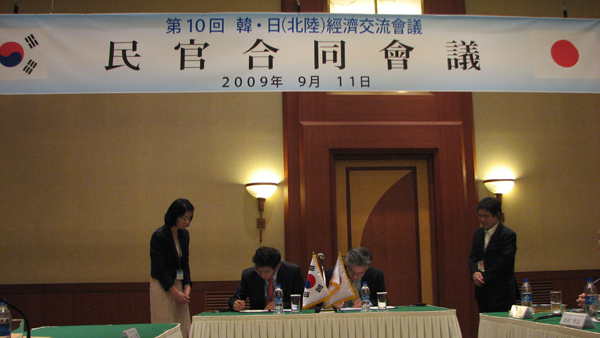 第10回 韓・日(北陸)經濟交流會議
民官合同會議
2009年 9月 11日